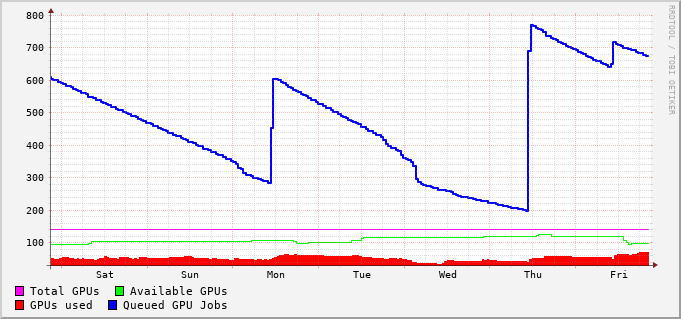 800
700
600
500
400
300
200
100
Sat Sun Mon Tue Wed Thu Fri
Total GPUs Available GPUs
GPUs used Queued GPU Jobs
RRDTOOL / TOBI OETIKER